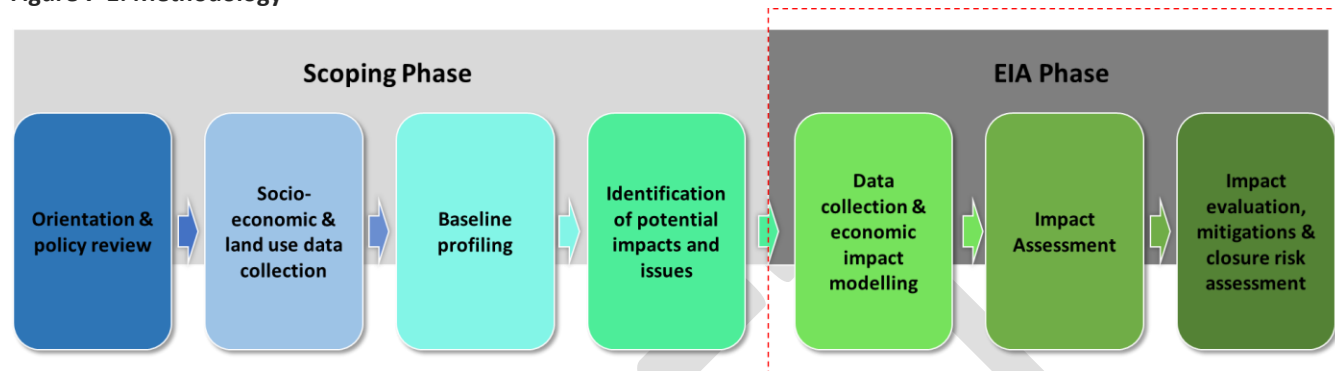 Scoping Phase
EIA Phase
Orientation &
policy review
Socio-
economic &
land use data
collection
Baseline
profiling
Identification
of potential
impacts and
issues
Data
collection &
economic
impact
modelling
Impact
Assessment
Impact
evaluation,
mitigations &
closure risk
assessment